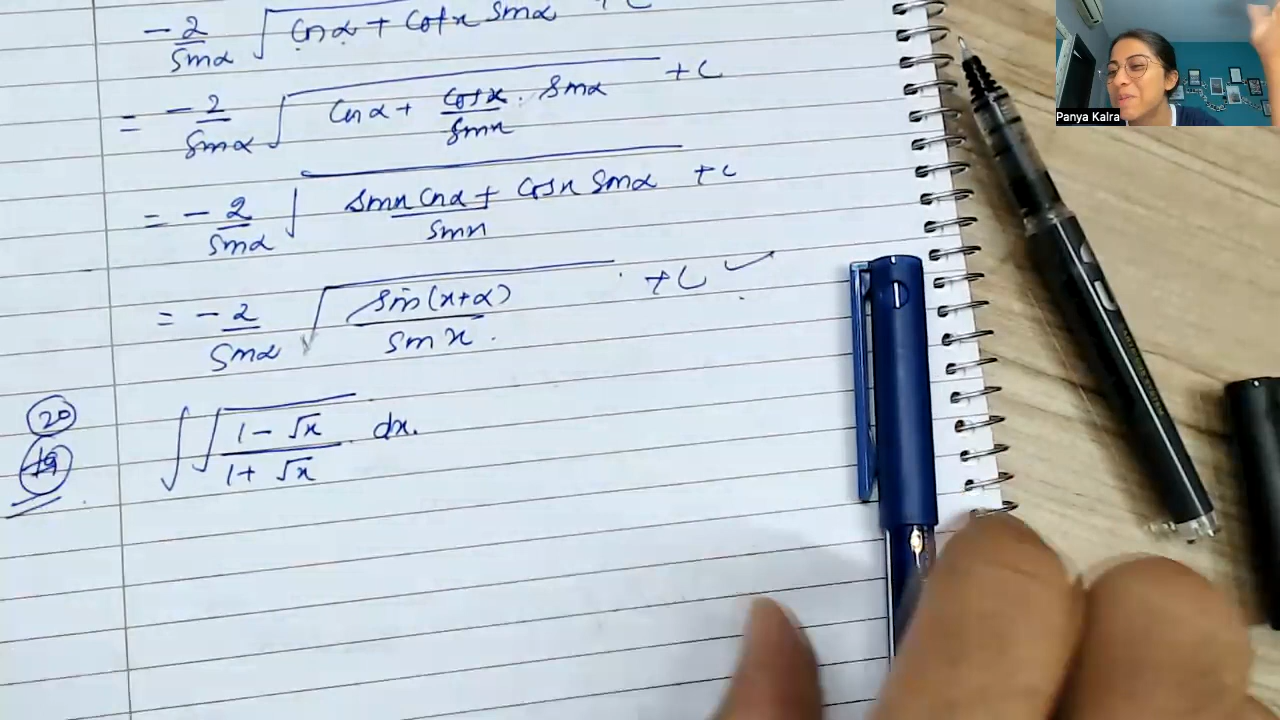 -2/sinα √(cosα + cotx sinα) + C
= -2/sinα √(cosα + cosx/sinx . sinα) + C
= -2/sinα √((sinx cosα + cosx sinα)/sinx) + C
= -2/sinα √(sin(x+α)/sinx) + C ✓
20 ∫ √((1-√x)/(1+√x)) dx.
19
Panya Kalra